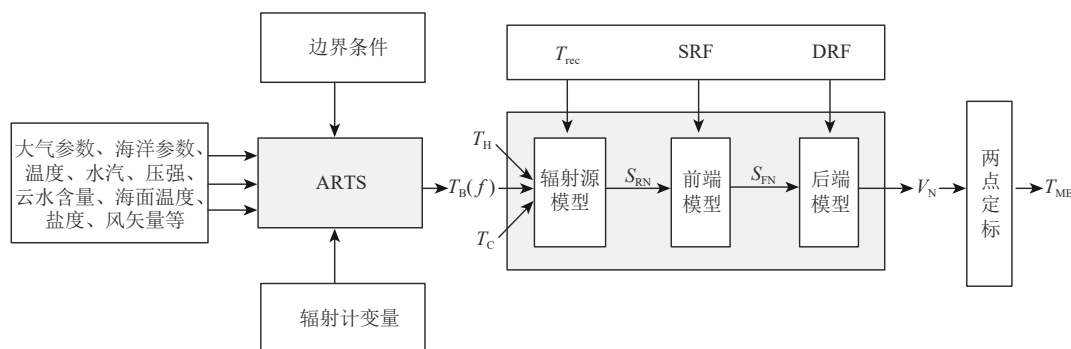 边界条件
T_rec
SRF
DRF
大气参数、海洋参数、
温度、水汽、压强、
云水含量、海面温度、
盐度、风矢量等
ARTS
T_B(f)
T_H
T_C
辐射源
模型
S_RN
前端
模型
S_FN
后端
模型
V_N
两
点
定
标
T_ME
辐射计变量